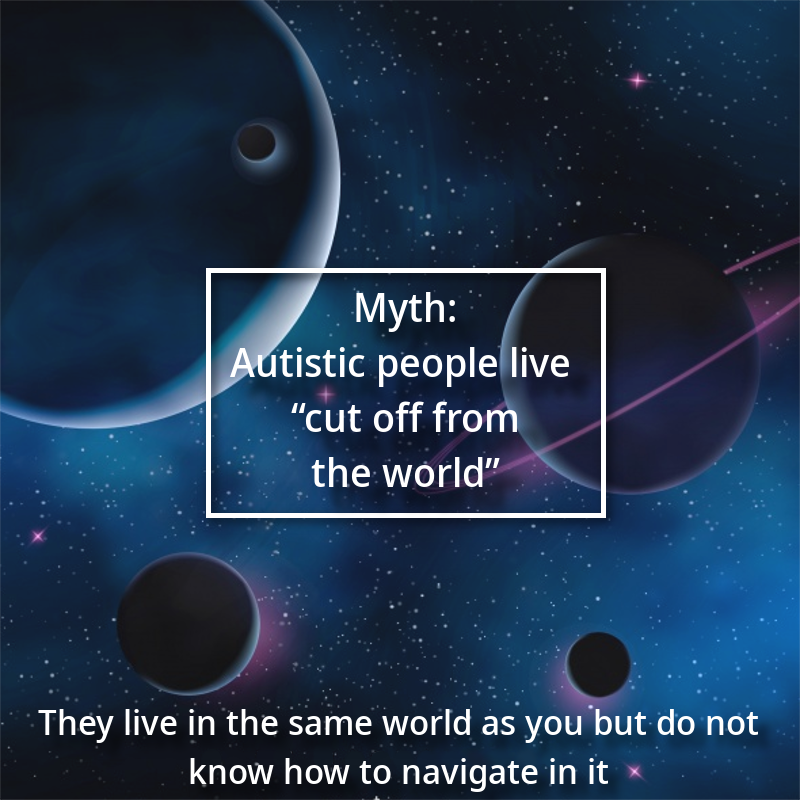 Myth:
Autistic people live
“cut off from
the world”
They live in the same world as you but do not
know how to navigate in it